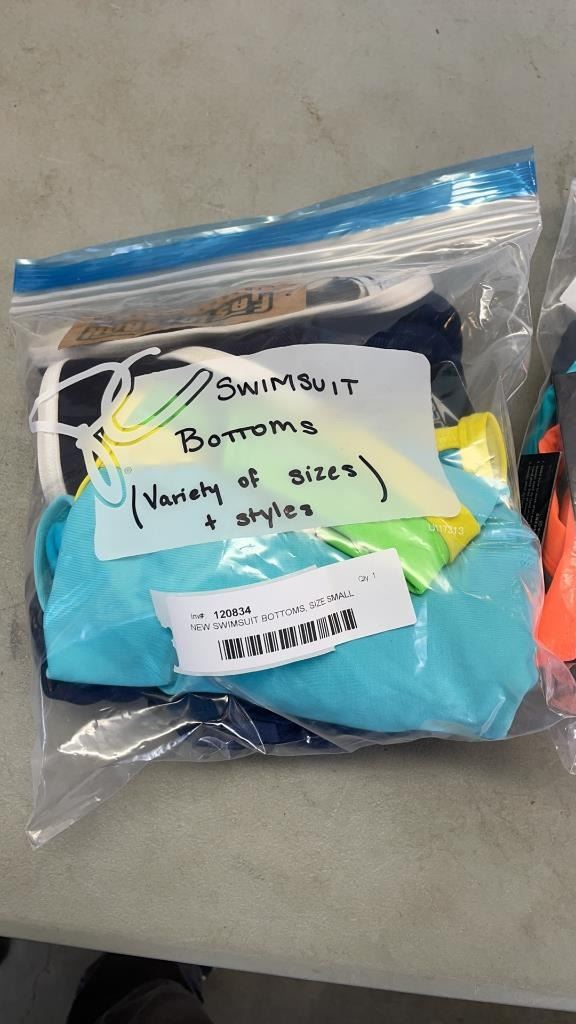 SWIMSUIT
BOTTOMS
(Variety of sizes
+ styles)
Inv#: 120834
Qty 1
NEW SWIMSUIT BOTTOMS, SIZE SMALL